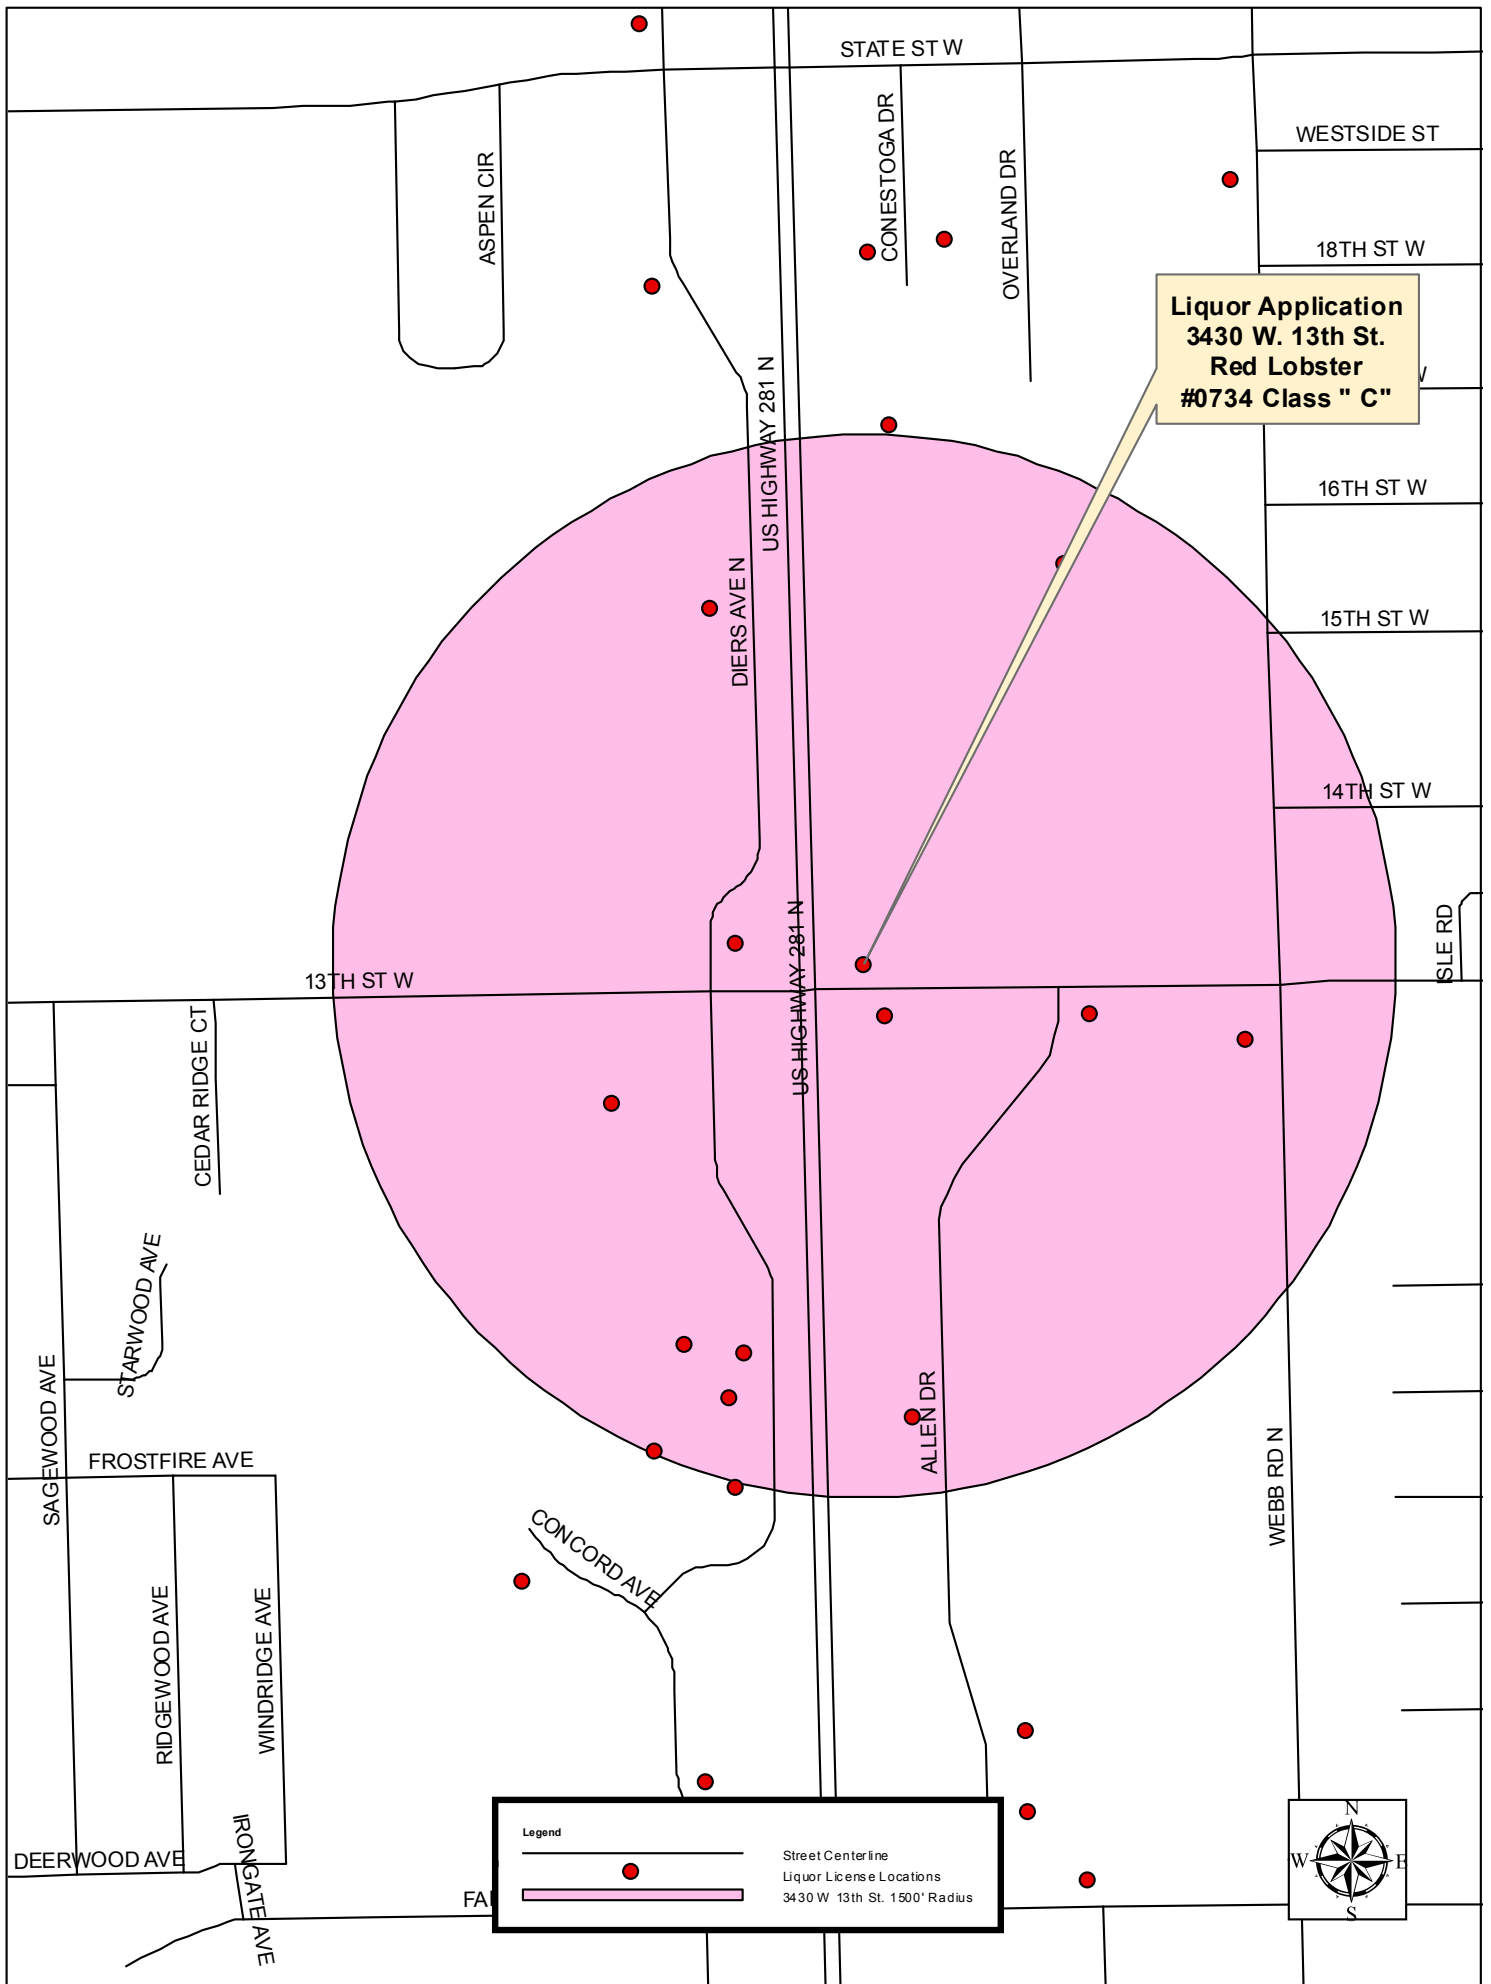 STATE ST W
WESTSIDE ST
CONESTOGA DR
OVERLAND DR
ASPEN CIR
18TH ST W
Liquor Application
3430 W. 13th St.
Red Lobster
#0734 Class " C"
US HIGHWAY 281 N
16TH ST W
DIERS AVE N
15TH ST W
14TH ST W
US HIGHWAY 281 N
ISLE RD
13TH ST W
CEDAR RIDGE CT
STARWOOD AVE
SAGEWOOD AVE
ALLEN DR
FROSTFIRE AVE
WEBB RD N
CONCORD AVE
RIDGEWOOD AVE
WINDRIDGE AVE
IRONGATE AVE
DEERWOOD AVE
Legend
Street Centerline
Liquor License Locations
3430 W 13th St. 1500' Radius
N
W E
S